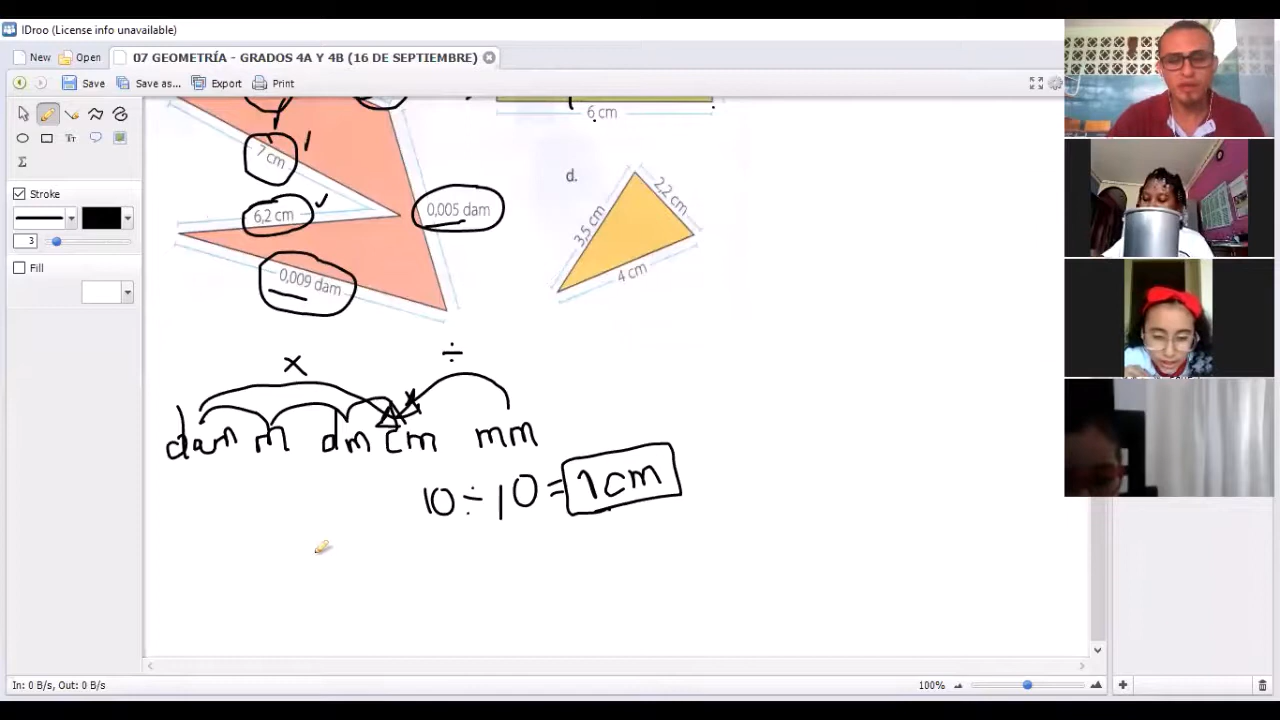 IDroo (License info unavailable)
New Open 07 GEOMETRÍA - GRADOS 4A Y 4B (16 DE SEPTIEMBRE)
Save Save as... Export Print
6 cm
7 cm
d.
2,2 cm
6,2 cm
0,005 dam
3,5 cm
4 cm
0,009 dam
Stroke
3
Fill
x ÷
x
dam m dm cm mm
10 ÷ 10 = 1cm
In: 0 B/s, Out: 0 B/s
100%